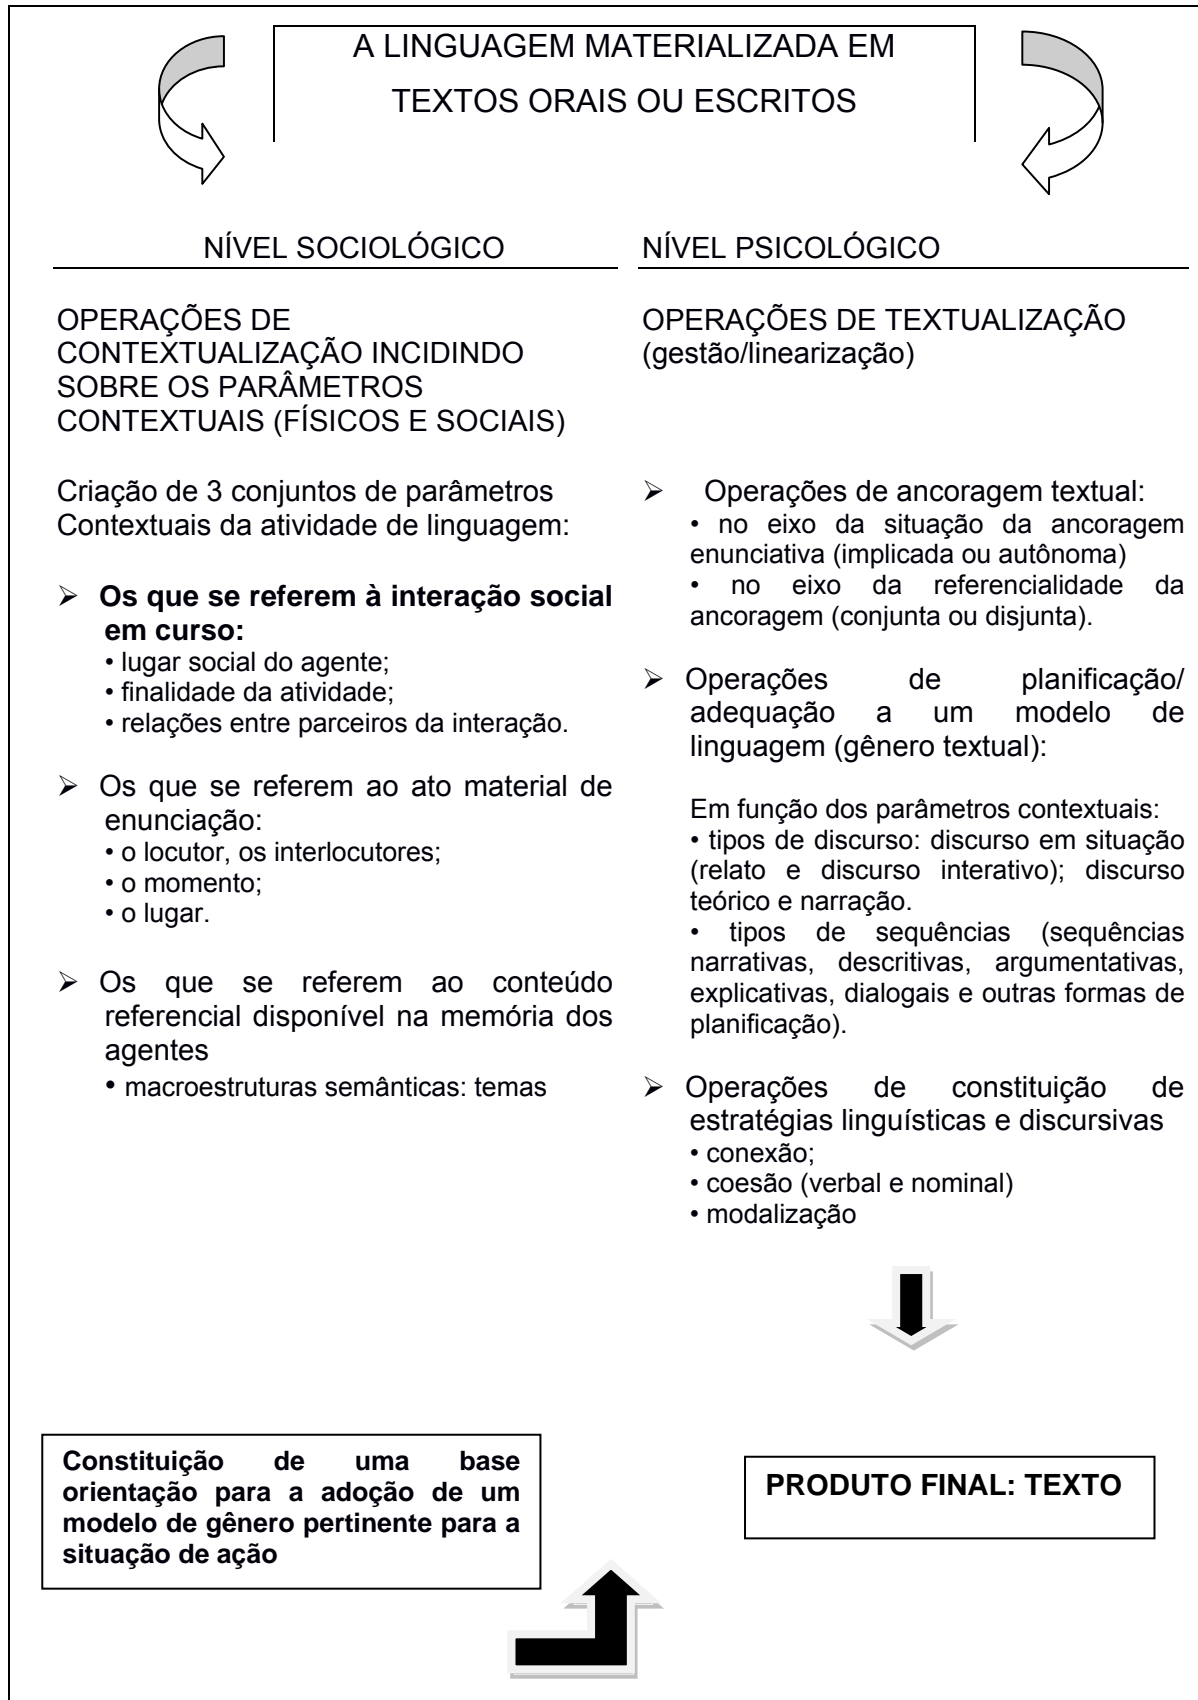 A LINGUAGEM MATERIALIZADA EM
TEXTOS ORAIS OU ESCRITOS
NÍVEL SOCIOLÓGICO
OPERAÇÕES DE
CONTEXTUALIZAÇÃO INCIDINDO
SOBRE OS PARÂMETROS
CONTEXTUAIS (FÍSICOS E SOCIAIS)
Criação de 3 conjuntos de parâmetros
Contextuais da atividade de linguagem:
➢ Os que se referem à interação social
em curso:
• lugar social do agente;
• finalidade da atividade;
• relações entre parceiros da interação.
➢ Os que se referem ao ato material de
enunciação:
• o locutor, os interlocutores;
• o momento;
• o lugar.
➢ Os que se referem ao conteúdo
referencial disponível na memória dos
agentes
• macroestruturas semânticas: temas
NÍVEL PSICOLÓGICO
OPERAÇÕES DE TEXTUALIZAÇÃO
(gestão/linearização)
➢ Operações de ancoragem textual:
• no eixo da situação da ancoragem
enunciativa (implicada ou autônoma)
• no eixo da referencialidade da
ancoragem (conjunta ou disjunta).
➢ Operações de planificação/
adequação a um modelo de
linguagem (gênero textual):
Em função dos parâmetros contextuais:
• tipos de discurso: discurso em situação
(relato e discurso interativo); discurso
teórico e narração.
• tipos de sequências (sequências
narrativas, descritivas, argumentativas,
explicativas, dialogais e outras formas de
planificação).
➢ Operações de constituição de
estratégias linguísticas e discursivas
• conexão;
• coesão (verbal e nominal)
• modalização
Constituição de uma base
orientação para a adoção de um
modelo de gênero pertinente para a
situação de ação
PRODUTO FINAL: TEXTO